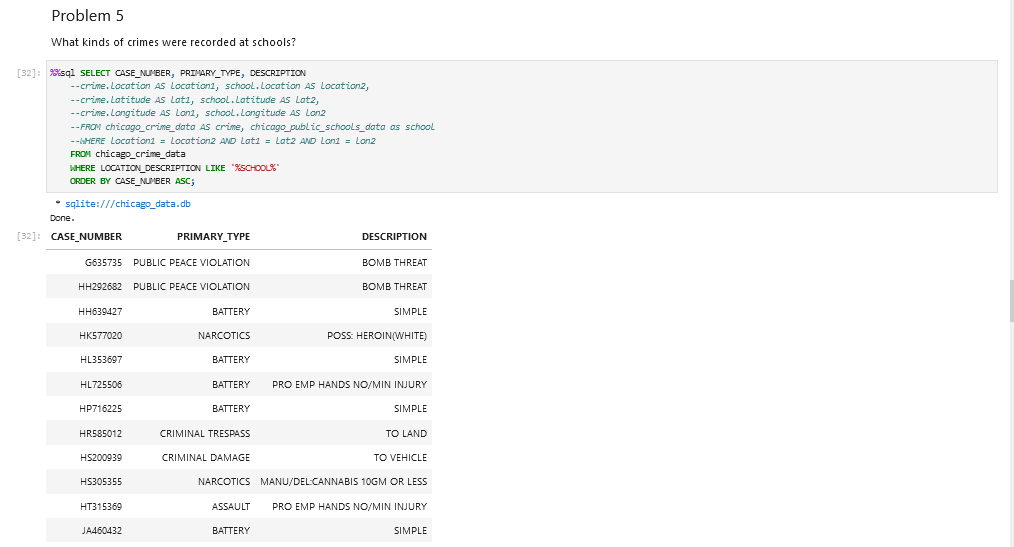 Problem 5
What kinds of crimes were recorded at schools?
[32]: %%sql SELECT CASE_NUMBER, PRIMARY_TYPE, DESCRIPTION
--crime.location AS location1, school.location AS location2,
--crime.latitude AS lat1, school.latitude AS lat2,
--crime.longitude AS lon1, school.longitude AS lon2
--FROM chicago_crime_data AS crime, chicago_public_schools_data as school
--WHERE location1 = location2 AND lat1 = lat2 AND lon1 = lon2
FROM chicago_crime_data
WHERE LOCATION_DESCRIPTION LIKE '%SCHOOL%'
ORDER BY CASE_NUMBER ASC;
* sqlite:///chicago_data.db
Done.
[32]: CASE_NUMBER PRIMARY_TYPE DESCRIPTION
G635735 PUBLIC PEACE VIOLATION BOMB THREAT
HH292682 PUBLIC PEACE VIOLATION BOMB THREAT
HH639427 BATTERY SIMPLE
HK577020 NARCOTICS POSS: HEROIN(WHITE)
HL353697 BATTERY SIMPLE
HL725506 BATTERY PRO EMP HANDS NO/MIN INJURY
HP716225 BATTERY SIMPLE
HR585012 CRIMINAL TRESPASS TO LAND
HS200939 CRIMINAL DAMAGE TO VEHICLE
HS305355 NARCOTICS MANU/DEL:CANNABIS 10GM OR LESS
HT315369 ASSAULT PRO EMP HANDS NO/MIN INJURY
JA460432 BATTERY SIMPLE